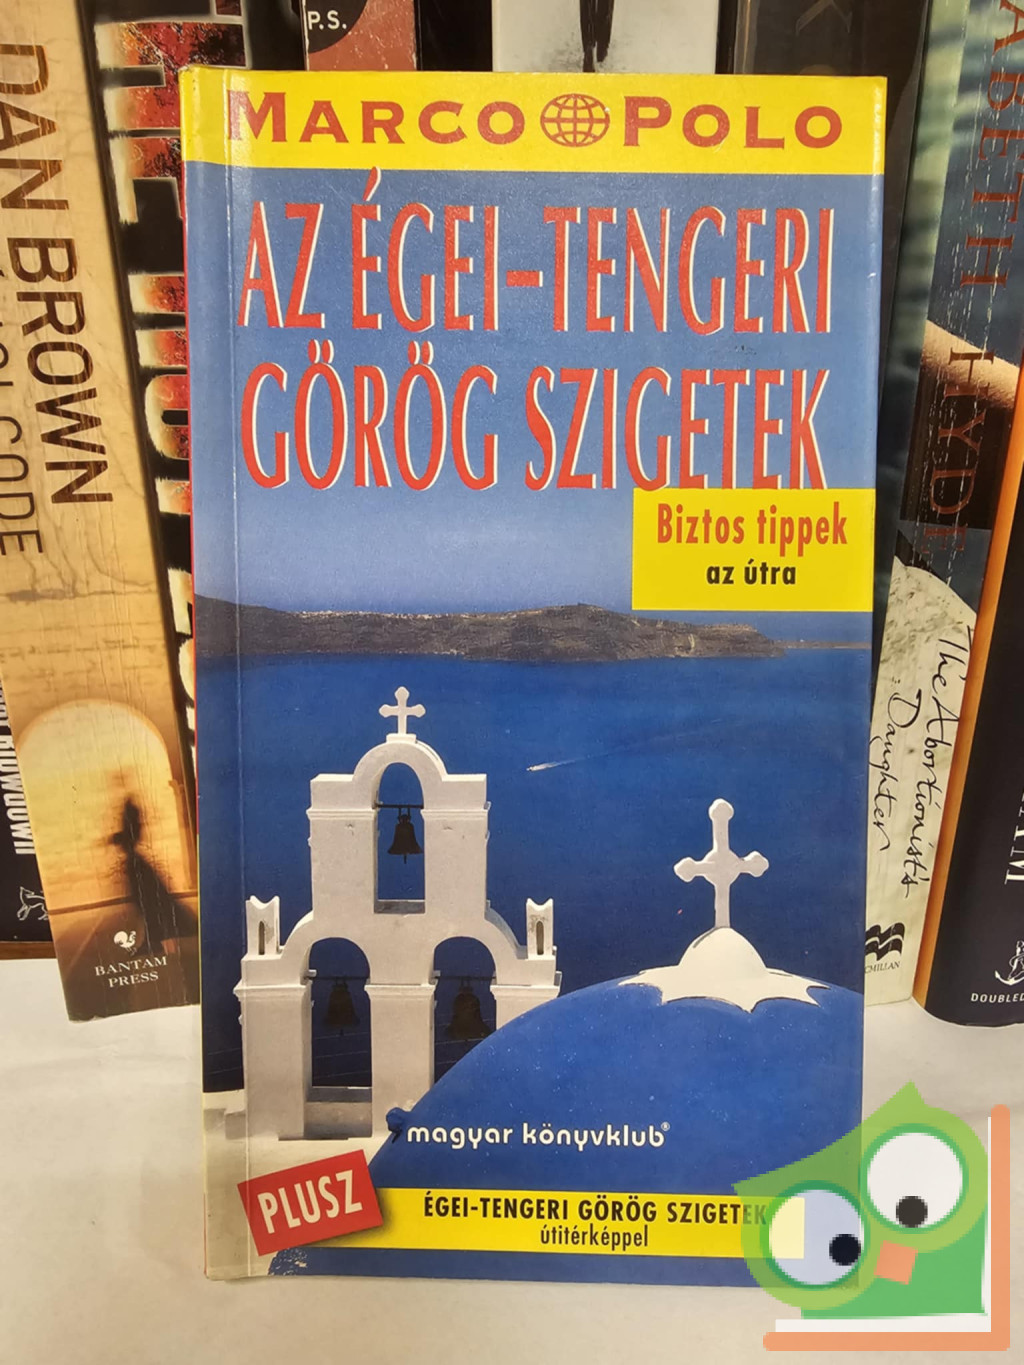 P.S.
DAN BROWN
BANTAM
PRESS
MARCO POLO
AZ ÉGEI-TENGERI
GÖRÖG SZIGETEK
Biztos tippek
az útra
magyar könyvklub®
PLUSZ
ÉGEI-TENGERI GÖRÖG SZIGETEK
útitérképpel
HYDE
The Abortionist's
Daughter